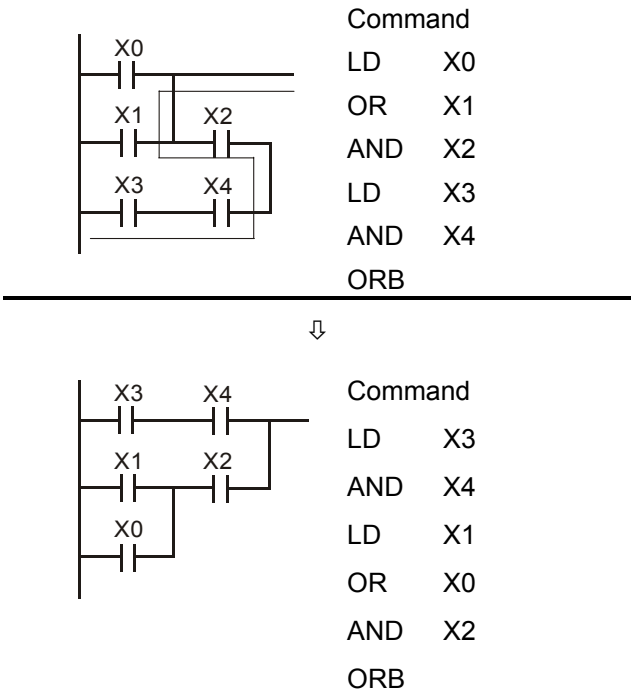 Command
X0
LD X0
OR X1
X1 X2
AND X2
X3 X4
LD X3
AND X4
ORB
⇩
X3 X4
Command
LD X3
X1 X2
AND X4
X0
LD X1
OR X0
AND X2
ORB